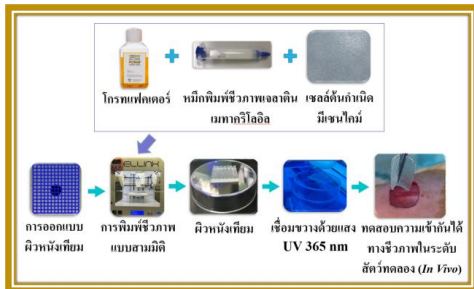 โกรทแฟคเตอร์
หมึกพิมพ์ชีวภาพเจลาติน
เมทาคริโลอิล
เซลล์ต้นกำเนิด
มีเซนไคม์
ELLINK
การออกแบบ
ผิวหนังเทียม
การพิมพ์ชีวภาพ
แบบสามมิติ
ผิวหนังเทียม
เชื่อมขวางด้วยแสง
UV 365 nm
ทดสอบความเข้ากันได้
ทางชีวภาพในระดับ
สัตว์ทดลอง (In Vivo)